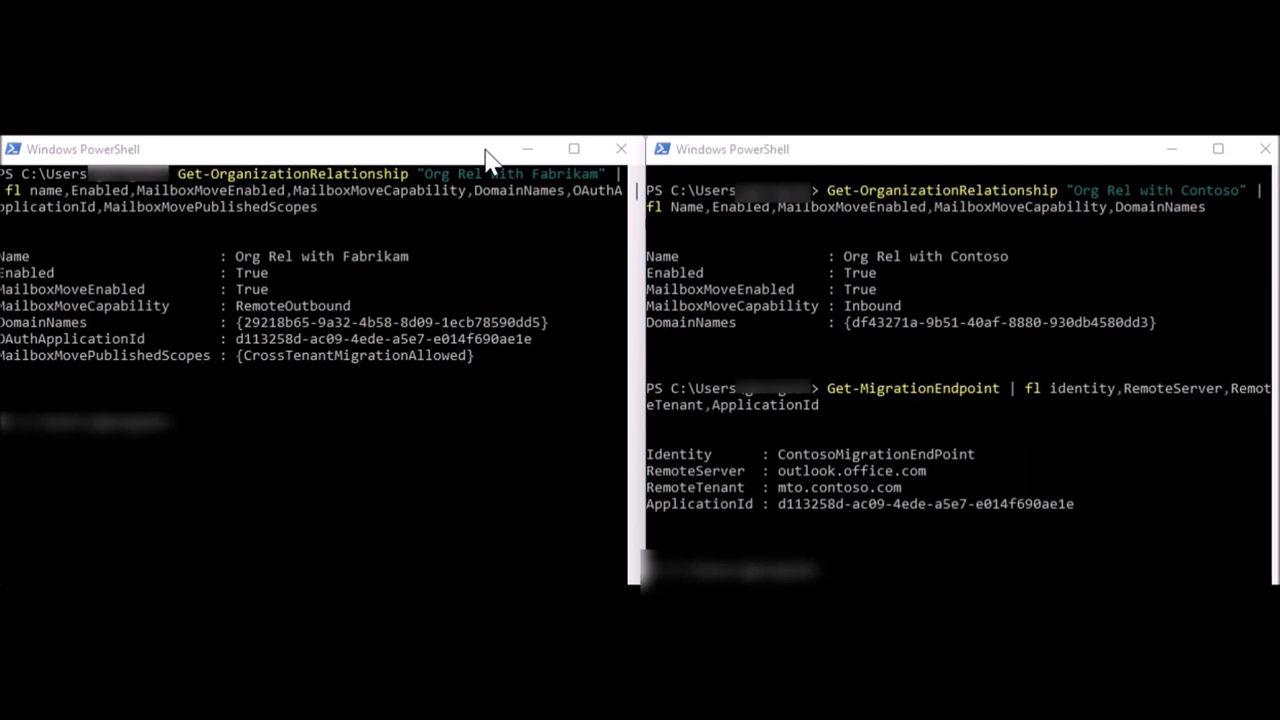 Windows PowerShell
PS C:\Users Get-OrganizationRelationship "Org Rel with Fabrikam" |
fl name,Enabled,MailboxMoveEnabled,MailboxMoveCapability,DomainNames,OAuthA
pplicationId,MailboxMovePublishedScopes
Name : Org Rel with Fabrikam
Enabled : True
MailboxMoveEnabled : True
MailboxMoveCapability : RemoteOutbound
DomainNames : {29218b65-9a32-4b58-8d09-1ecb78590dd5}
OAuthApplicationId : d113258d-ac09-4ede-a5e7-e014f690ae1e
MailboxMovePublishedScopes : {CrossTenantMigrationAllowed}
Windows PowerShell
PS C:\Users > Get-OrganizationRelationship "Org Rel with Contoso" |
fl Name,Enabled,MailboxMoveEnabled,MailboxMoveCapability,DomainNames
Name : Org Rel with Contoso
Enabled : True
MailboxMoveEnabled : True
MailboxMoveCapability : Inbound
DomainNames : {df43271a-9b51-40af-8880-930db4580dd3}
PS C:\Users > Get-MigrationEndpoint | fl identity,RemoteServer,Remot
eTenant,ApplicationId
Identity : ContosoMigrationEndPoint
RemoteServer : outlook.office.com
RemoteTenant : mto.contoso.com
ApplicationId : d113258d-ac09-4ede-a5e7-e014f690ae1e